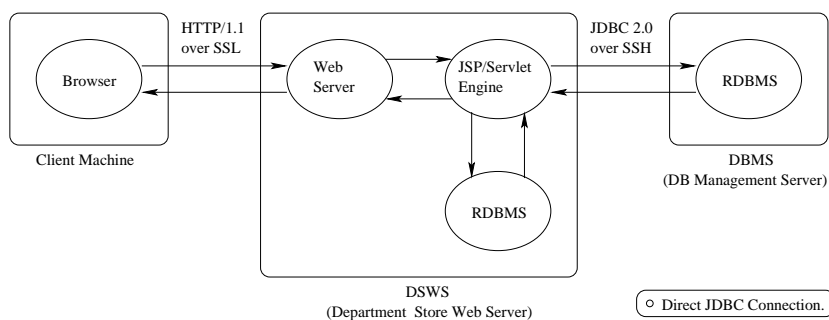 HTTP/1.1
over SSL
JDBC 2.0
over SSH
Browser
Web
Server
JSP/Servlet
Engine
RDBMS
Client Machine
RDBMS
DBMS
(DB Management Server)
DSWS
(Department Store Web Server)
Direct JDBC Connection.